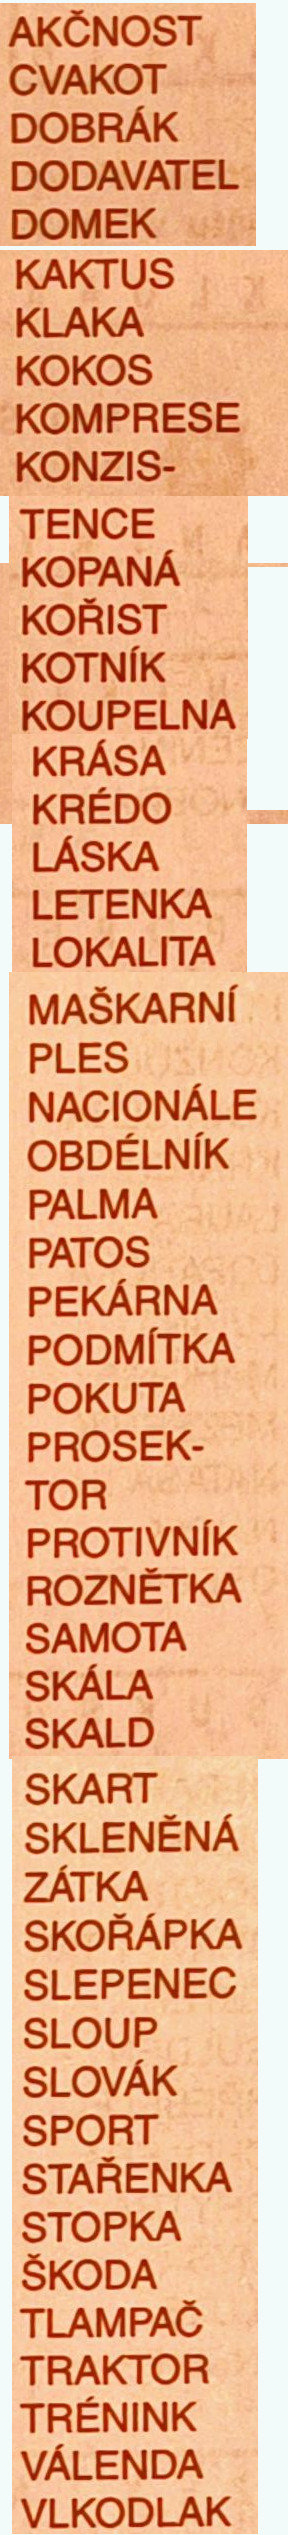 AKČNOST
CVAKOT
DOBRÁK
DODAVATEL
DOMEK
KAKTUS
KLAKA
KOKOS
KOMPRESE
KONZIS-
TENCE
KOPANÁ
KOŘIST
KOTNÍK
KOUPELNA
KRÁSA
KRÉDO
LÁSKA
LETENKA
LOKALITA
MAŠKARNÍ
PLES
NACIONÁLE
OBDÉLNÍK
PALMA
PATOS
PEKÁRNA
PODMÍTKA
POKUTA
PROSEK-
TOR
PROTIVNÍK
ROZNĚTKA
SAMOTA
SKÁLA
SKALD
SKART
SKLENĚNÁ
ZÁTKA
SKOŘÁPKA
SLEPENEC
SLOUP
SLOVÁK
SPORT
STAŘENKA
STOPKA
ŠKODA
TLAMPAČ
TRAKTOR
TRÉNINK
VÁLENDA
VLKODLAK